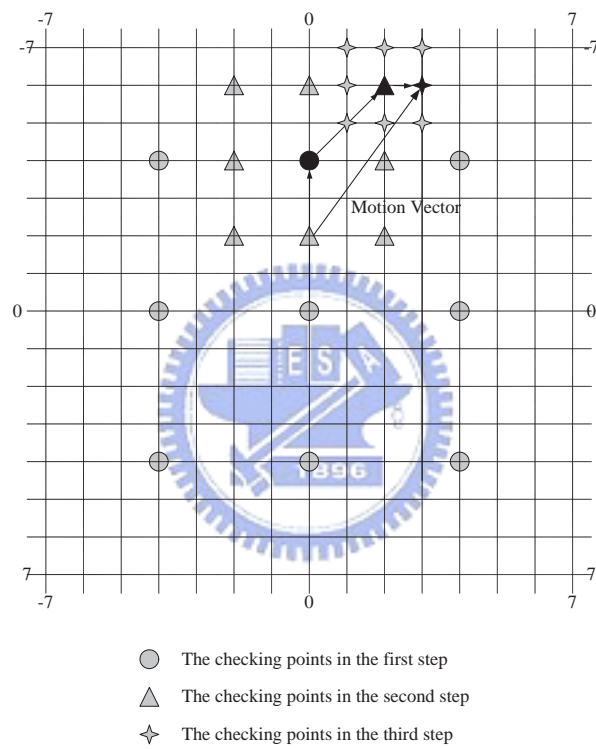 -7 0 7
-7 -7
Motion Vector
0 0
E S A
1896
7 7
-7 0 7
The checking points in the first step
The checking points in the second step
The checking points in the third step